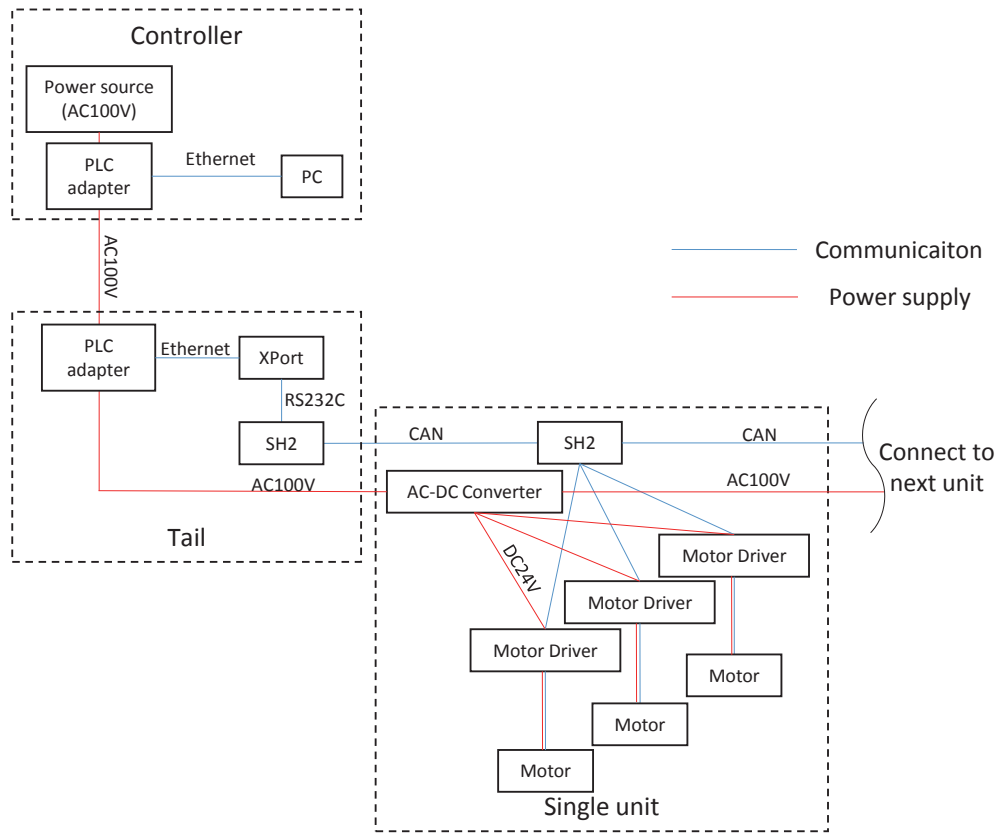 Controller
Power source
(AC100V)
PLC
adapter
Ethernet
PC
AC100V
Communicaiton
Power supply
PLC
adapter
Ethernet
XPort
RS232C
SH2
AC100V
Tail
CAN
SH2
CAN
AC-DC Converter
AC100V
Connect to
next unit
DC24V
Motor Driver
Motor Driver
Motor Driver
Motor
Motor
Motor
Single unit